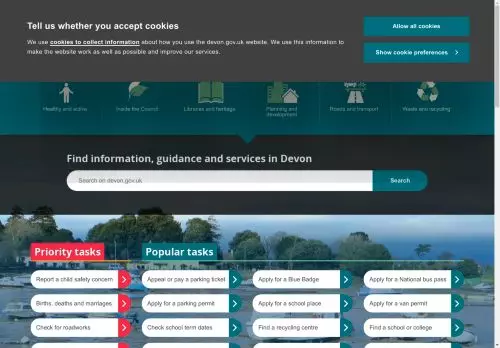 Tell us whether you accept cookies
We use cookies to collect information about how you use the devon.gov.uk website. We use this information to make the website work as well as possible and improve our services.
Allow all cookies
Show cookie preferences
Healthy and active
Inside the Council
Libraries and heritage
Planning and development
Roads and transport
Waste and recycling
Find information, guidance and services in Devon
Search on devon.gov.uk
Search
Priority tasks
Popular tasks
Report a child safety concern
Appeal or pay a parking ticket
Apply for a Blue Badge
Apply for a National bus pass
Births, deaths and marriages
Apply for a parking permit
Apply for a school place
Apply for a van permit
Check for roadworks
Check school term dates
Find a recycling centre
Find a school or college